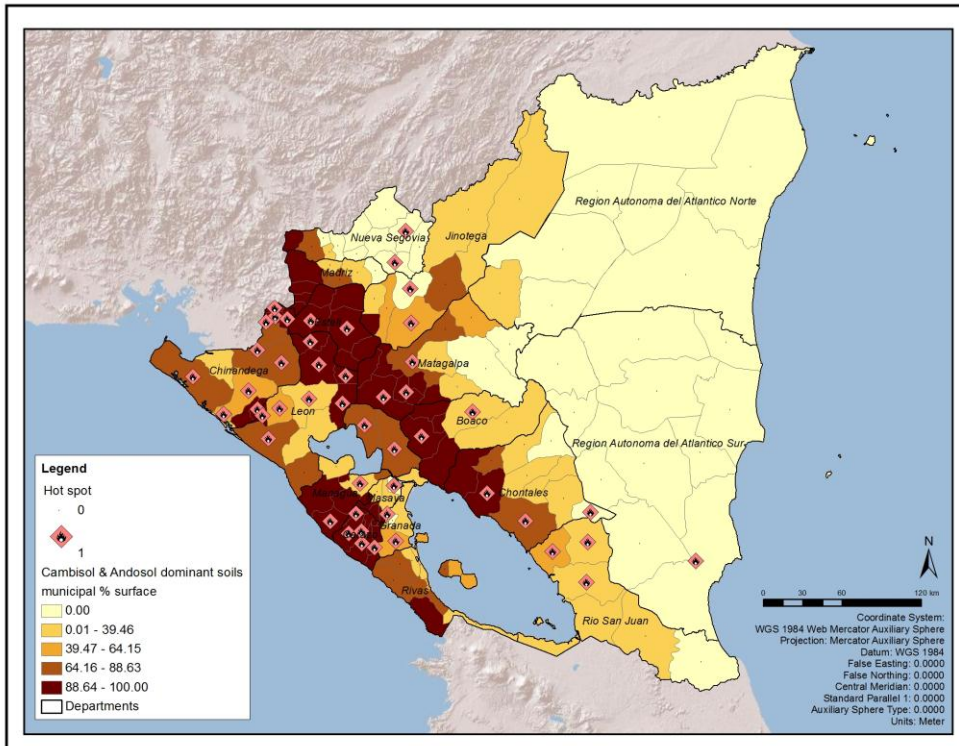 Region Autonoma del Atlantico Norte
Nueva Segovia
Jinotega
Madriz
Matagalpa
Chinandega
Leon
Boaco
Region Autonoma del Atlantico Sur
Chontales
Managua
Masaya
Granada
Rivas
Rio San Juan
Legend
Hot spot
0
1
Cambisol & Andosol dominant soils
municipal % surface
0.00
0.01 - 39.46
39.47 - 64.15
64.16 - 88.63
88.64 - 100.00
Departments
N
0 30 60 120 km
Coordinate System:
WGS 1984 Web Mercator Auxiliary Sphere
Projection: Mercator Auxiliary Sphere
Datum: WGS 1984
False Easting: 0.0000
False Northing: 0.0000
Central Meridian: 0.0000
Standard Parallel 1: 0.0000
Auxiliary Sphere Type: 0.0000
Units: Meter